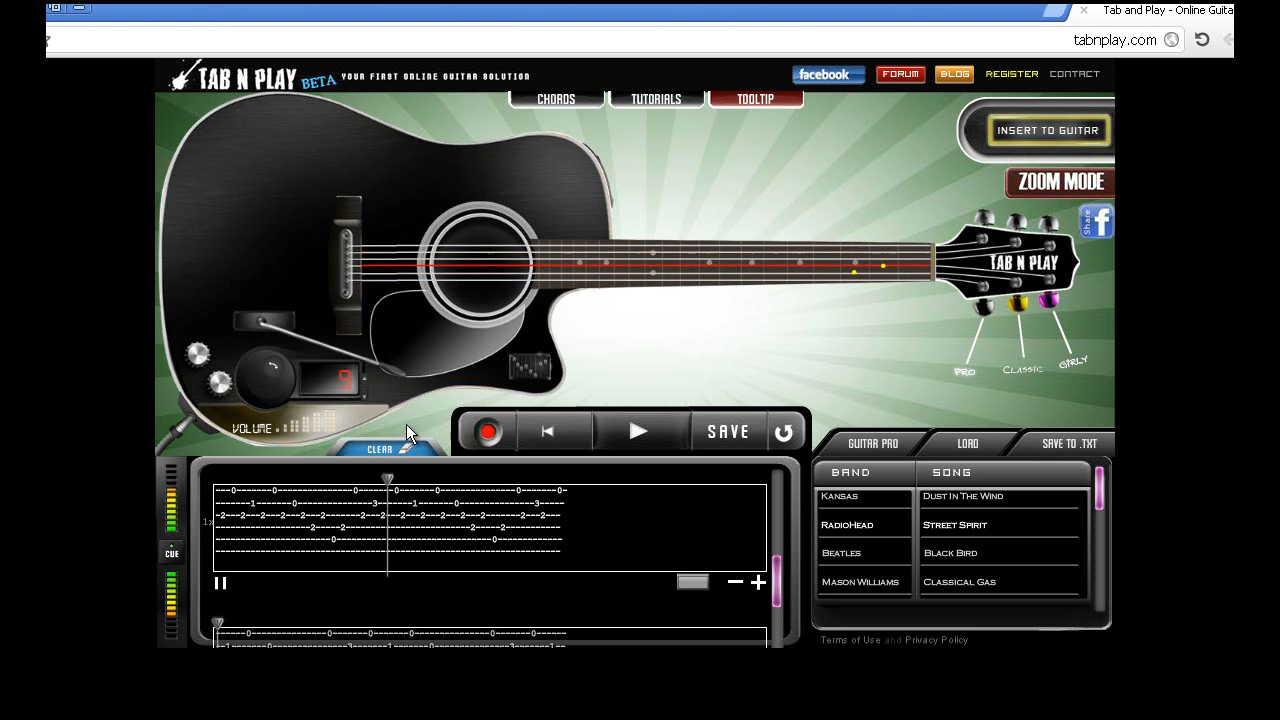 Tab and Play - Online Guita
tabnplay.com
TAB N PLAY BETA YOUR FIRST ONLINE GUITAR SOLUTION
facebook FORUM BLOG REGISTER CONTACT
CHORDS TUTORIALS TOOLTIP
INSERT TO GUITAR
ZOOM MODE
Share f
TAB N PLAY
PRO CLASSIC GIRLY
9
VOLUME
CLEAR
SAVE
GUITAR PRO LOAD SAVE TO .TXT
BAND SONG
KANSAS DUST IN THE WIND
RADIOHEAD STREET SPIRIT
BEATLES BLACK BIRD
MASON WILLIAMS CLASSICAL GAS
CUE
Terms of Use and Privacy Policy